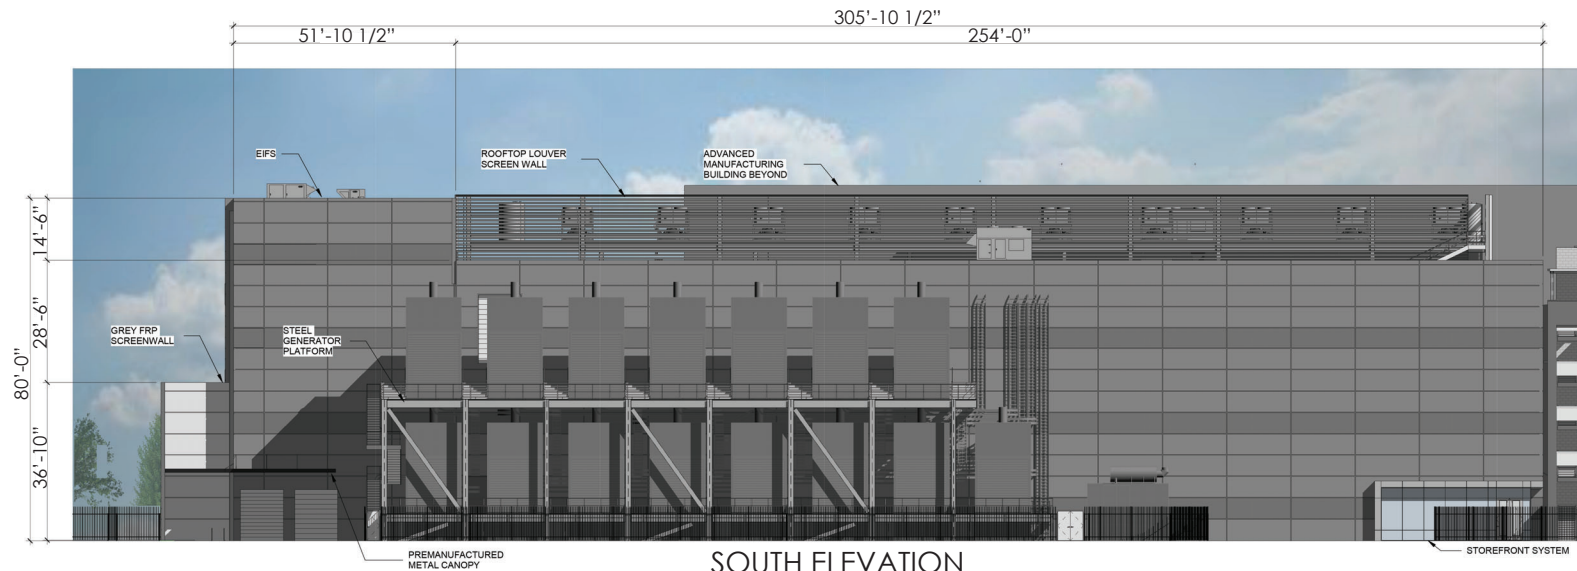 305’-10 1/2”
51’-10 1/2”
254’-0”
EIFS
ROOFTOP LOUVER
SCREEN WALL
ADVANCED
MANUFACTURING
BUILDING BEYOND
14’-6”
28’-6”
80’-0”
36’-10”
GREY FRP
SCREENWALL
STEEL
GENERATOR
PLATFORM
PREMANUFACTURED
METAL CANOPY
SOUTH ELEVATION
STOREFRONT SYSTEM